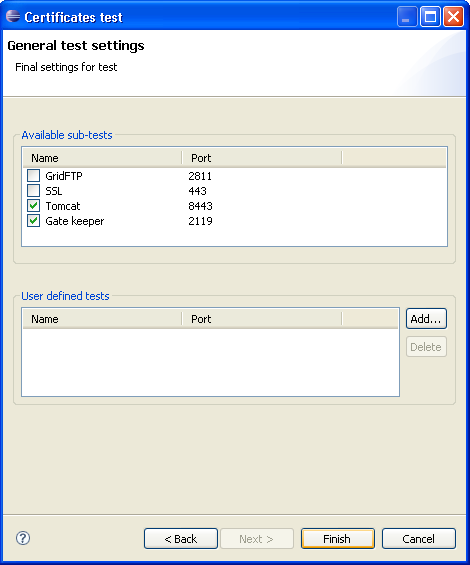 Certificates test
General test settings
Final settings for test
Available sub-tests
Name Port
GridFTP 2811
SSL 443
Tomcat 8443
Gate keeper 2119
User defined tests
Name Port
Add...
Delete
? < Back Next > Finish Cancel